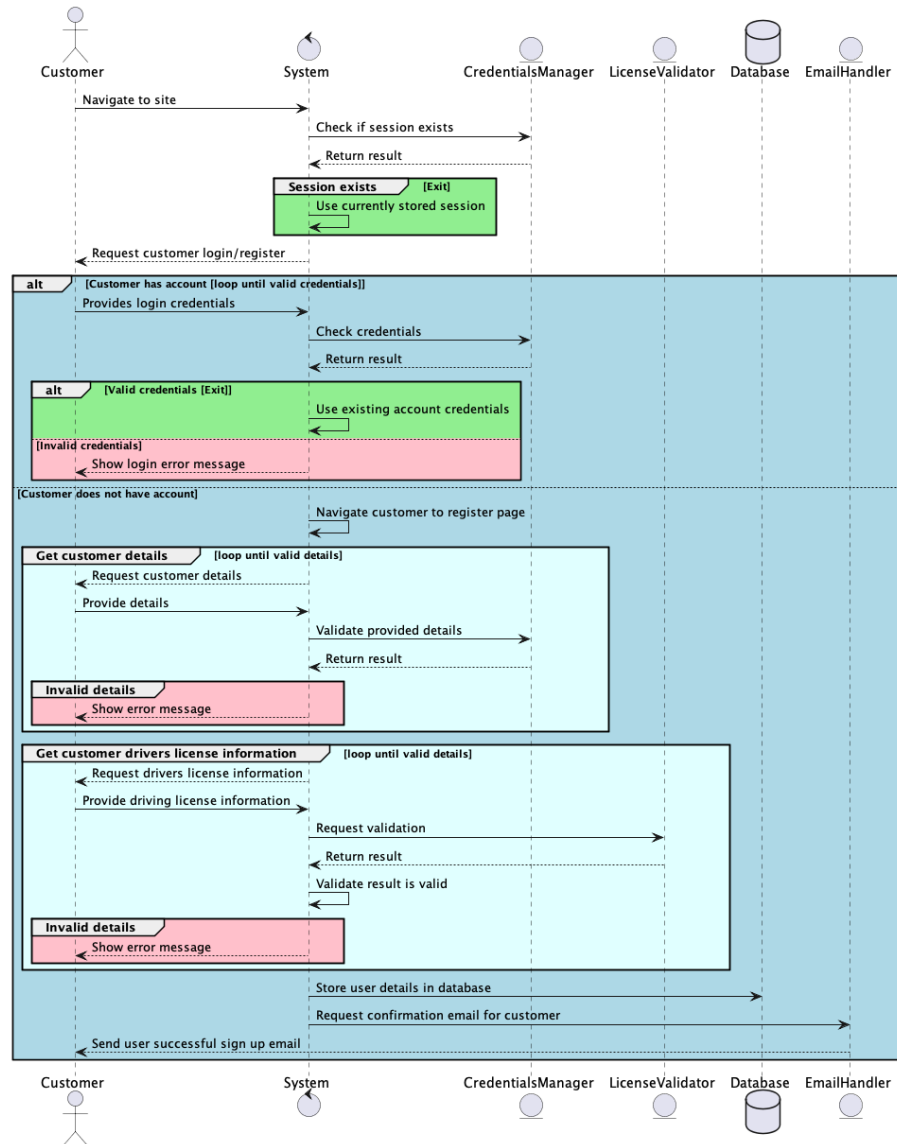 Customer System CredentialsManager LicenseValidator Database EmailHandler
Navigate to site
Check if session exists
Return result
Session exists [Exit]
Use currently stored session
Request customer login/register
alt [Customer has account [loop until valid credentials]]
Provides login credentials
Check credentials
Return result
alt [Valid credentials [Exit]]
Use existing account credentials
[Invalid credentials]
Show login error message
[Customer does not have account]
Navigate customer to register page
Get customer details [loop until valid details]
Request customer details
Provide details
Validate provided details
Return result
Invalid details
Show error message
Get customer drivers license information [loop until valid details]
Request drivers license information
Provide driving license information
Request validation
Return result
Validate result is valid
Invalid details
Show error message
Store user details in database
Request confirmation email for customer
Send user successful sign up email
Customer System CredentialsManager LicenseValidator Database EmailHandler